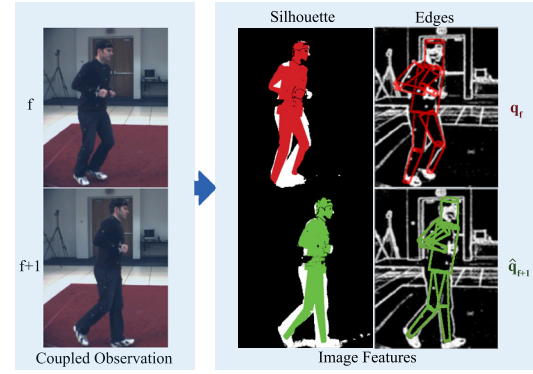 Silhouette
Edges
f
q_f
f+1
q̂_{f+1}
Coupled Observation
Image Features